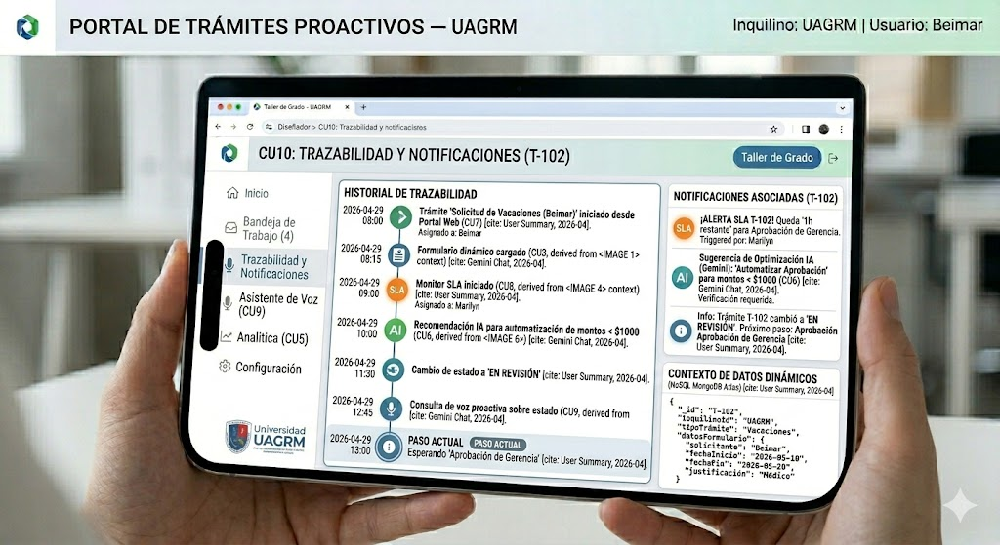 PORTAL DE TRÁMITES PROACTIVOS — UAGRM
Inquilino: UAGRM | Usuario: Beimar
Taller de Grado - UAGRM
Diseflador > CU10: Trazabilidad y notificacisres
CU10: TRAZABILIDAD Y NOTIFICACIONES (T-102)
Taller de Grado
Inicio
Bandeja de
Trabajo (4)
Trazabilidad y
Notificaciones
Asistente de Voz
(CU9)
Analítica (CU5)
Configuración
Universidad
UAGRM
HISTORIAL DE TRAZABILIDAD
2026-04-29
08:00
Trámite 'Solicitud de Vacaciones (Beimar)' iniciado desde
Portal Web (CU7) [cite: User Summary, 2026-04].
Asignado a: Beimar
2026-04-29
08:15
Formulario dinámico cargado (CU3, derived from <IMAGE 1>
context) [cite: Gemini Chat, 2026-04].
2026-04-29
09:00
SLA
Monitor SLA iniciado (CU8, derived from <IMAGE 4> context)
[cite: User Summary, 2026-04].
Asignado a: Marilyn
2026-04-29
10:00
AI
Recomendación IA para automatización de montos < $1000
(CU6, derived from <IMAGE 6>) [cite: Gemini Chat, 2026-04].
2026-04-29
11:30
Cambio de estado a 'EN REVISIÓN' [cite: User Summary, 2026-04].
2026-04-29
12:45
Consulta de voz proactiva sobre estado (CU9, derived from
[cite: Gemini Chat, 2026-04].
2026-04-29
13:00
PASO ACTUAL PASO ACTUAL
Esperando 'Aprobación de Gerencia' [cite: User Summary, 2026-04].
NOTIFICACIONES ASOCIADAS (T-102)
SLA
¡ALERTA SLA T-102! Queda '1h
restante' para Aprobación de Gerencia.
Triggered por: Marilyn
AI
Sugerencia de Optimización IA
(Gemini): 'Automatizar Aprobación'
para montos < $1000 (CU6) [cite:
Gemini Chat, 2026-04].
Verificación requerida.
Info: Trámite T-102 cambió a 'EN
REVISIÓN'. Próximo paso: Aprobación
Aprobación de Gerencia [cite:
User Summary, 2026-04].
CONTEXTO DE DATOS DINÁMICOS
(NoSQL MongoDB Atlas) [cite: User Summary, 2026-04]
{
"_id": "T-102",
"inquilinoId": "UAGRM",
"tipoTrámite": "Vacaciones",
"datosFormulario": {
"solicitante": "Beimar",
"fechaInicio": "2026-05-10",
"fechaFin": "2026-05-20",
"justificación": "Médico"
}